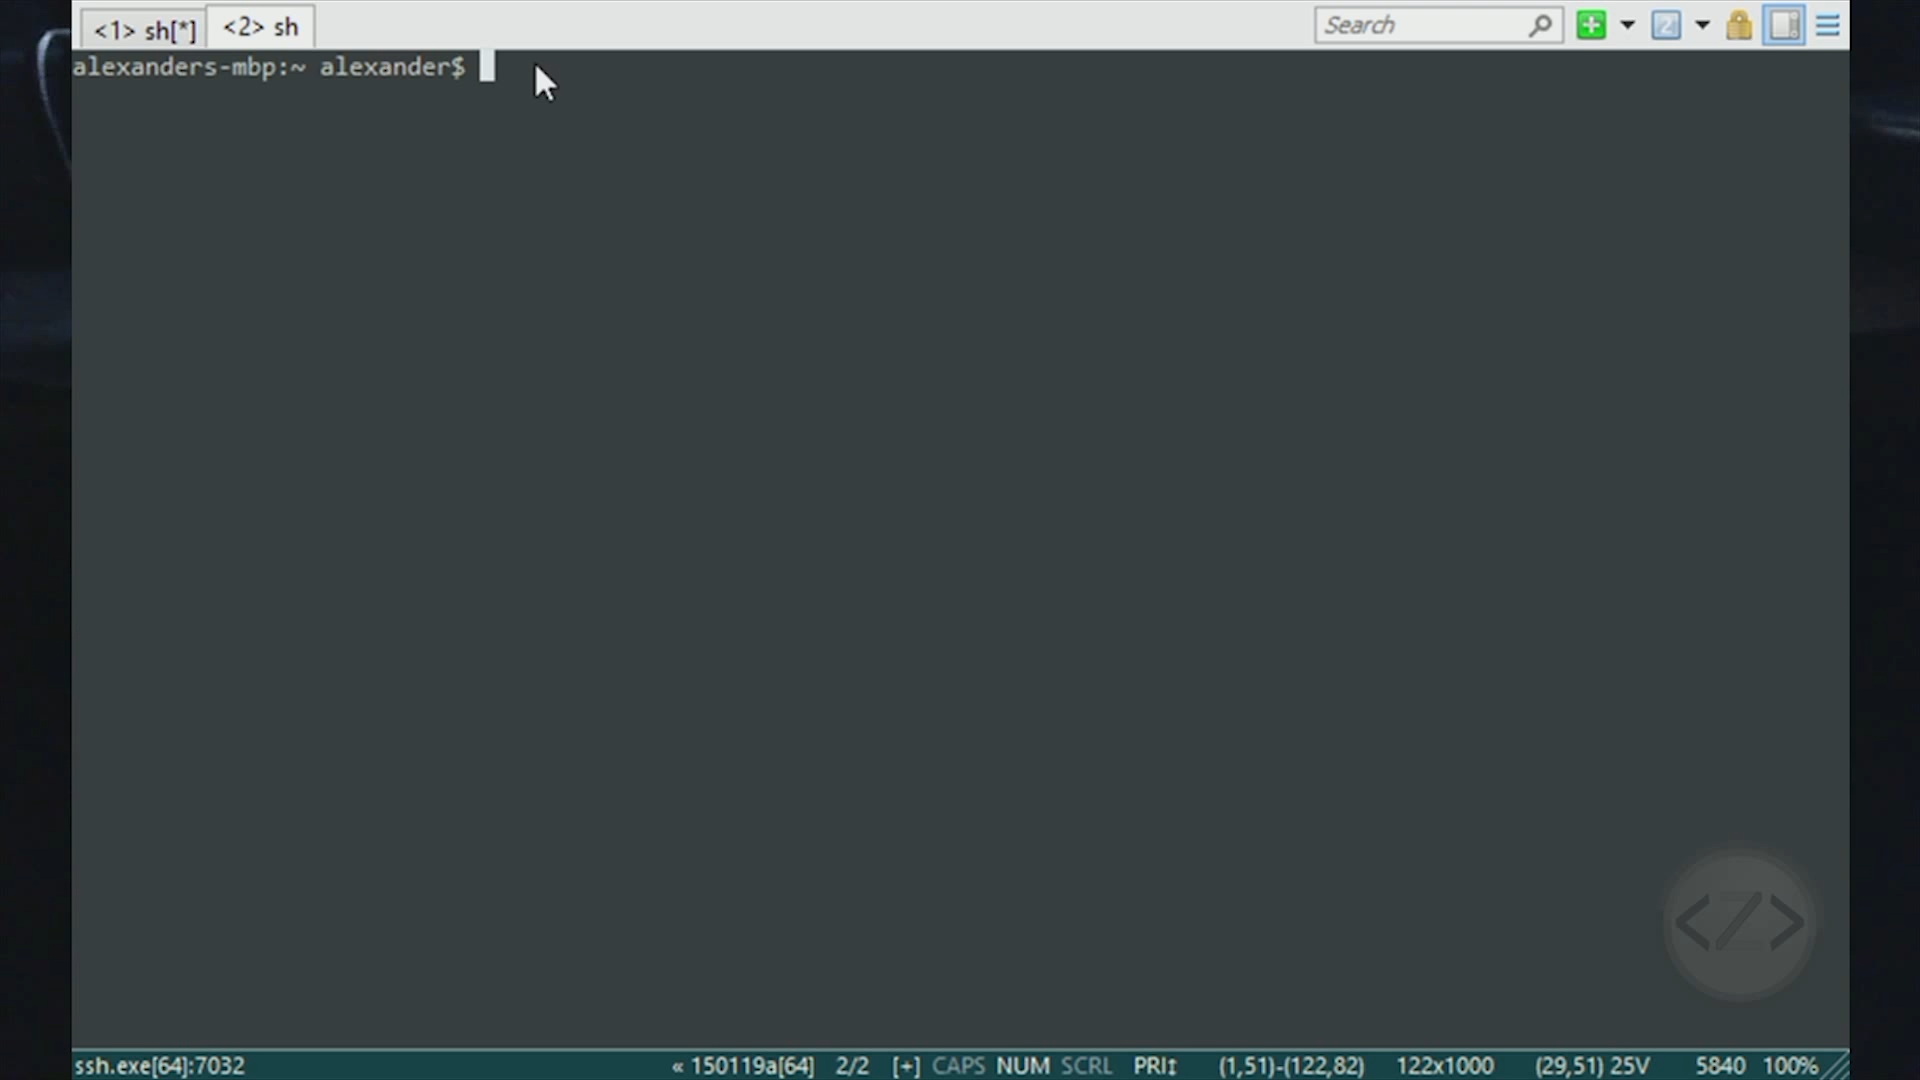 <1> sh[*] <2> sh Search
alexanders-mbp:~ alexander$
<Z>
ssh.exe[64]:7032 « 150119a[64] 2/2 [+] CAPS NUM SCRL PRI↕ (1,51)-(122,82) 122x1000 (29,51) 25V 5840 100%